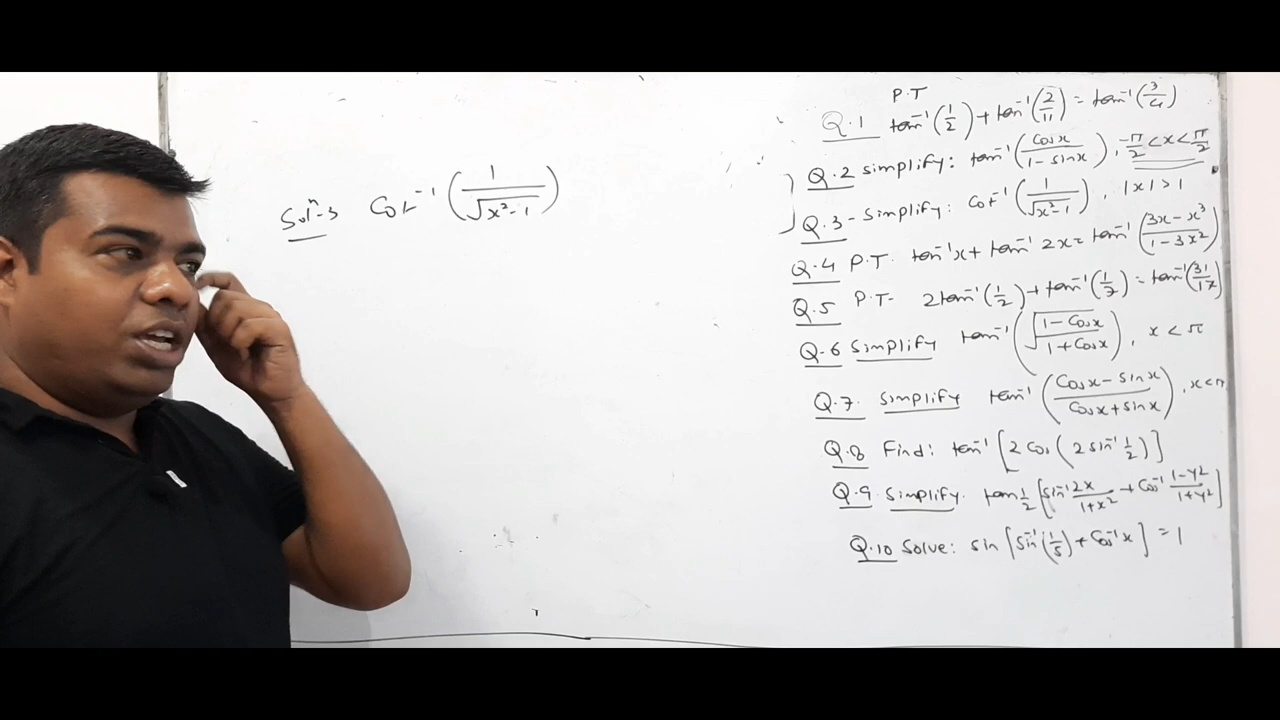 Solⁿ-3 Cot⁻¹(1/√(x²-1))
P.T
Q.1 tan⁻¹(1/2) + tan⁻¹(2/11) = tan⁻¹(3/4)
Q.2 simplify: tan⁻¹(Cosx/(1-sinx)), -π/2 < x < π/2
Q.3 - Simplify: Cot⁻¹(1/√(x²-1)), |x| > 1
Q.4 P.T. tan⁻¹x + tan⁻¹ 2x = tan⁻¹((3x-x³)/(1-3x²))
Q.5 P.T- 2tan⁻¹(1/2) + tan⁻¹(1/7) = tan⁻¹(31/17)
Q.6 Simplify tan⁻¹(√((1-Cosx)/(1+Cosx))), x < π
Q.7. Simplify tan⁻¹((Cosx-sinx)/(Cosx+sinx)), x<π
Q.8 Find: tan⁻¹[2 Cos(2 sin⁻¹ 1/2)]
Q.9. Simplify. tan 1/2 [sin⁻¹ 2x/(1+x²) + Cos⁻¹ (1-y²)/(1+y²)]
Q.10 Solve: sin[sin⁻¹(1/5) + Cos⁻¹x] = 1